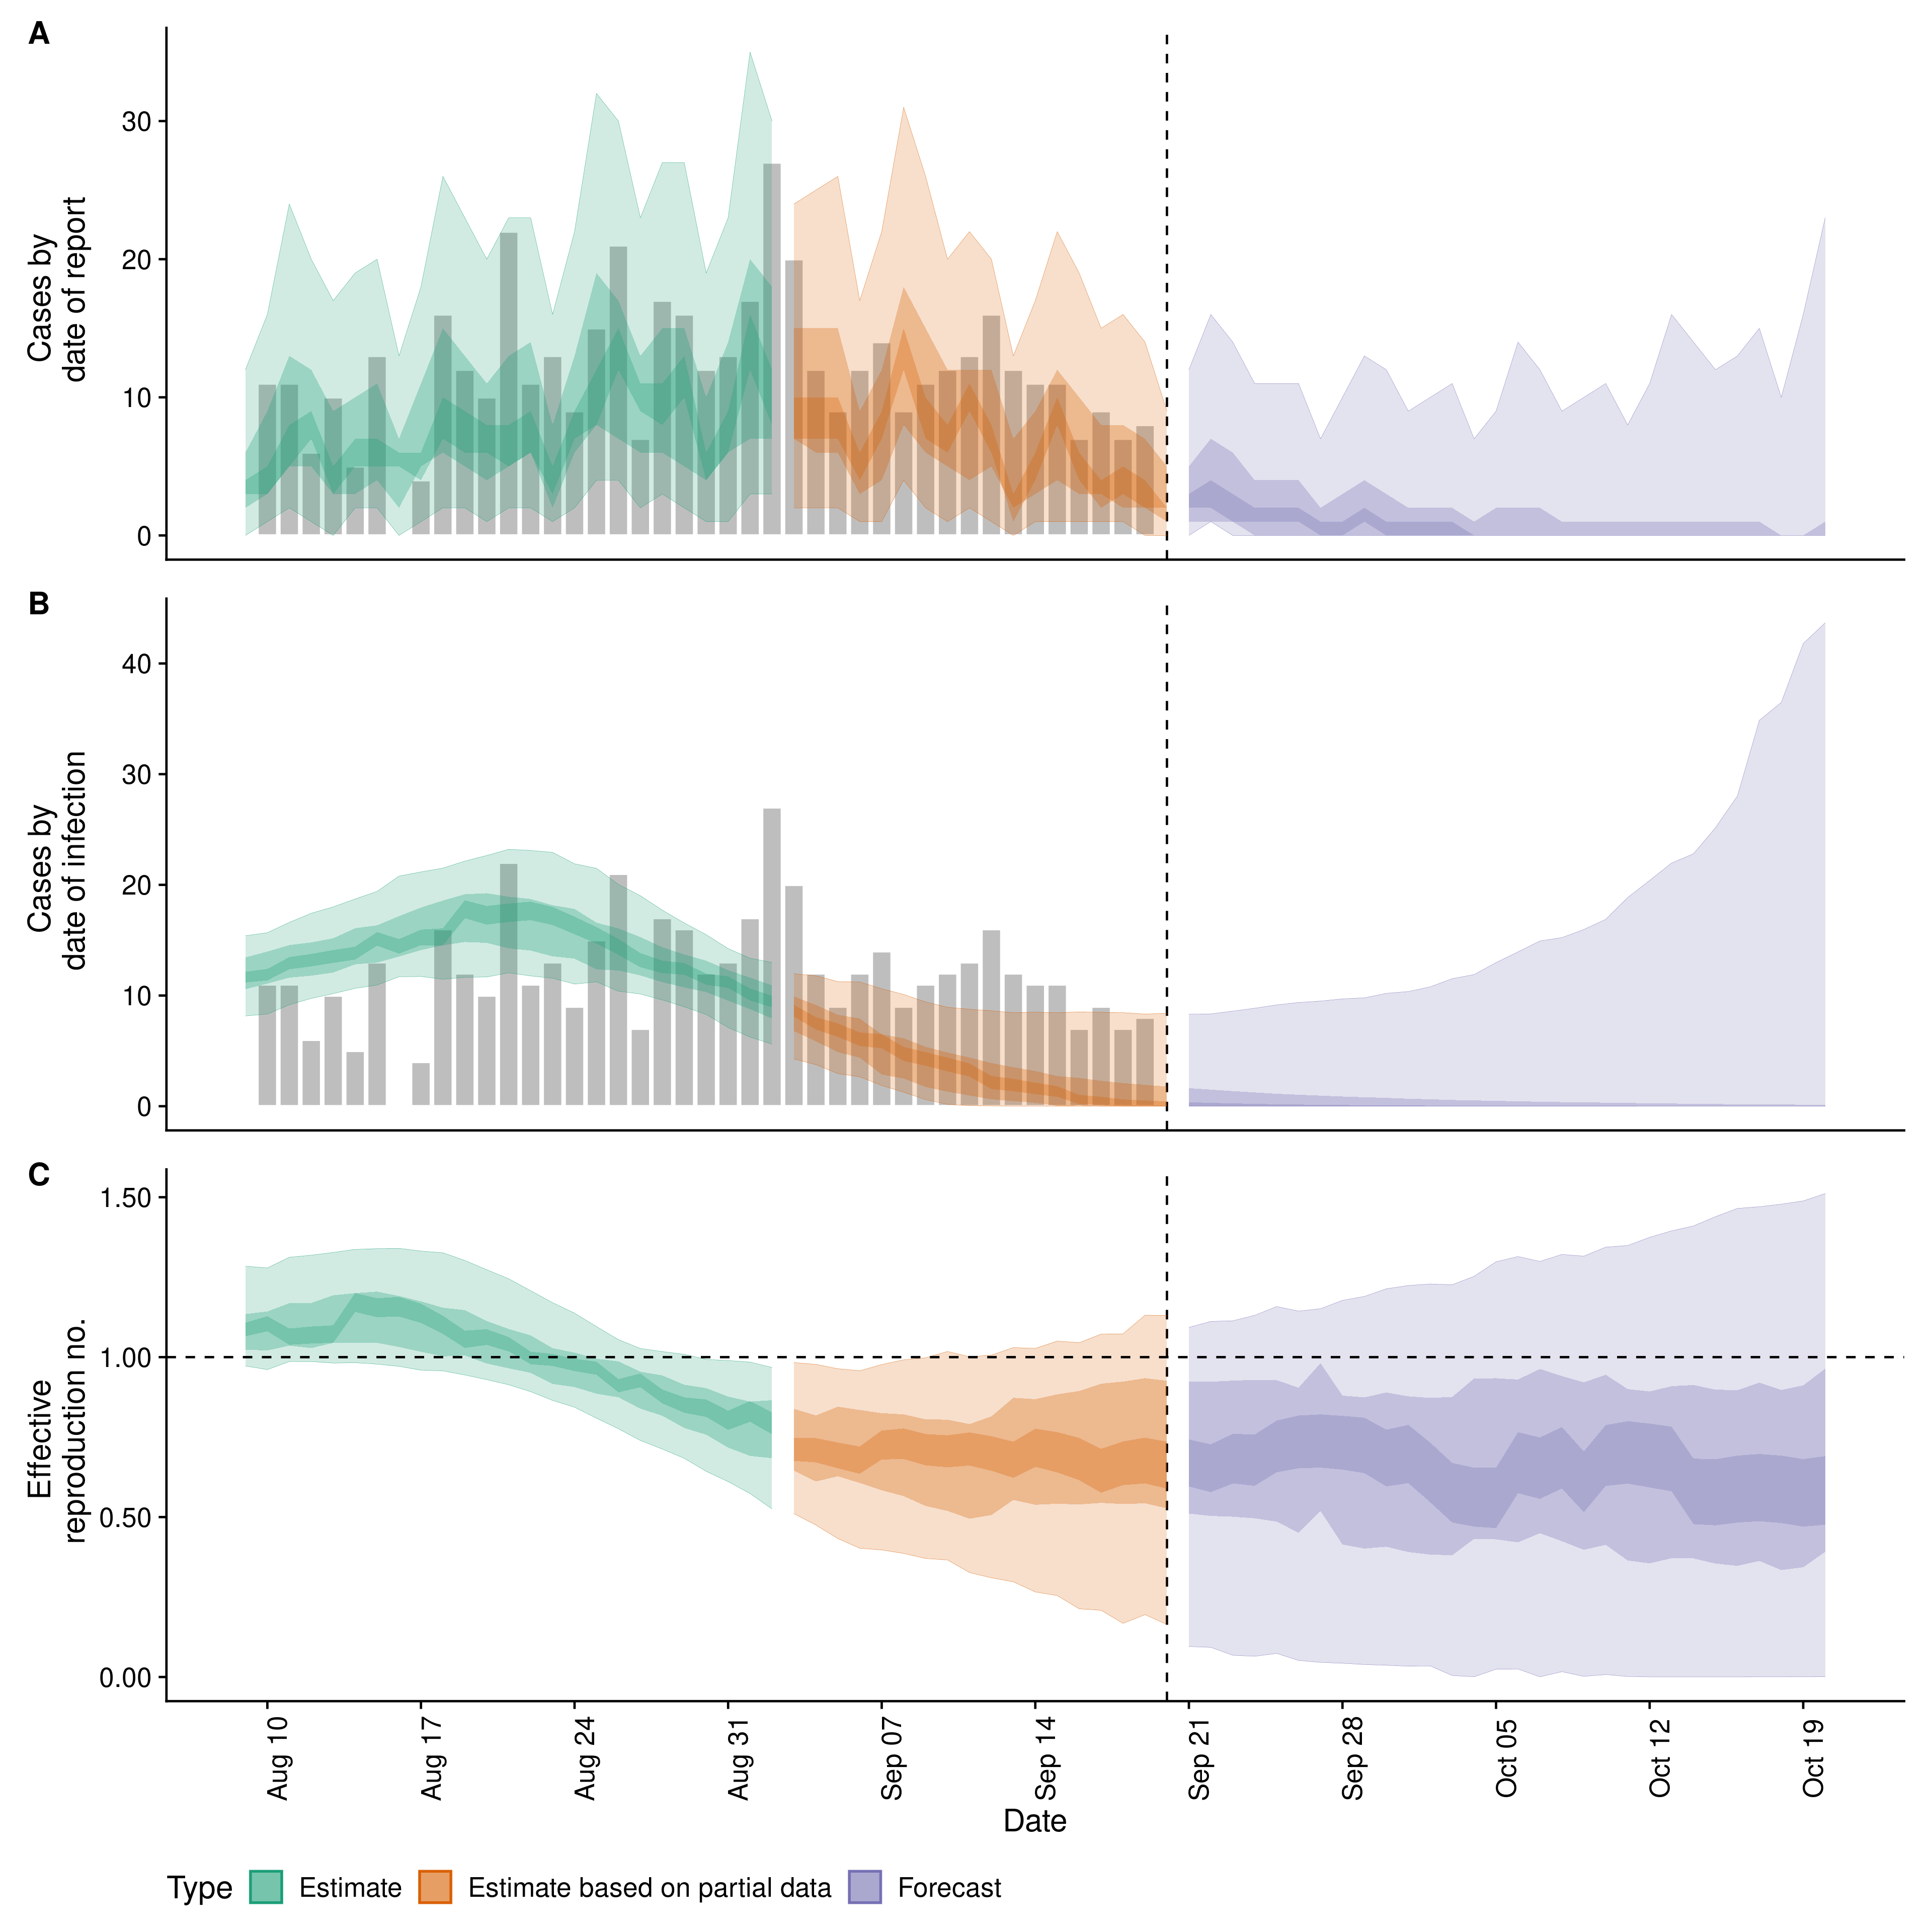 A
Cases by
date of report
30
20
10
0
B
Cases by
date of infection
40
30
20
10
0
C
Effective
reproduction no.
1.50
1.00
0.50
0.00
Aug 10
Aug 17
Aug 24
Aug 31
Sep 07
Sep 14
Sep 21
Sep 28
Oct 05
Oct 12
Oct 19
Date
Type
Estimate
Estimate based on partial data
Forecast